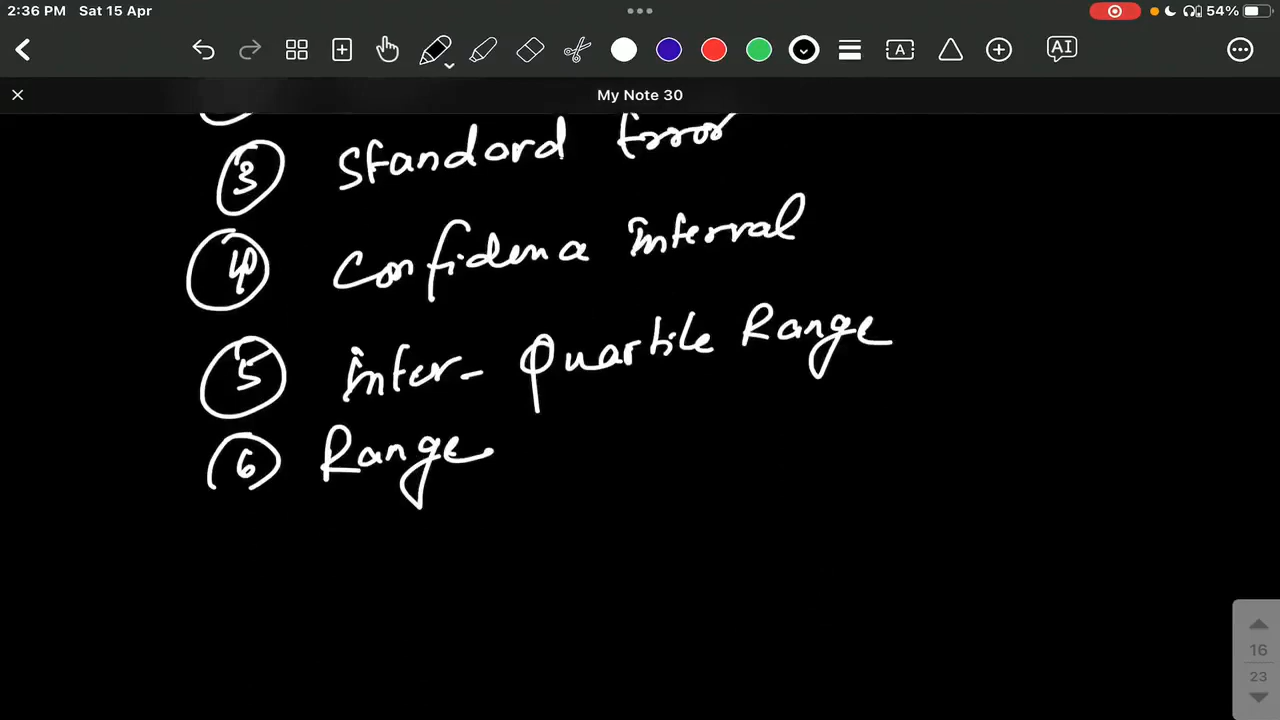 2:36 PM Sat 15 Apr
54%
A
AI
My Note 30
3 Standard Error
4 Confidence interval
5 inter- Quartile Range
6 Range
16
23